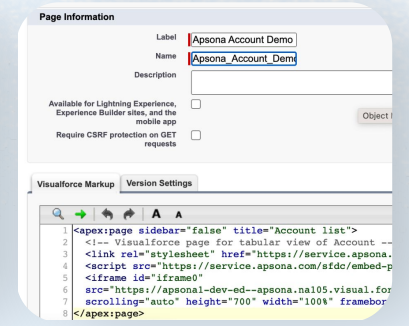 Page Information
Label Apsona Account Demo
Name Apsona_Account_Dem
Description
Available for Lightning Experience,
Experience Builder sites, and the
mobile app
Object
Require CSRF protection on GET
requests
Visualforce Markup Version Settings
A A
1 <apex:page sidebar="false" title="Account list">
2 <!-- Visualforce page for tabular view of Account --
3 <link rel="stylesheet" href="https://service.apsona.
4 <script src="https://service.apsona.com/sfdc/embed-p
5 <iframe id="iframe0"
6 src="https://apsona1-dev-ed--apsona.na105.visual.for
7 scrolling="auto" height="700" width="100%" framebor
8 </apex:page>